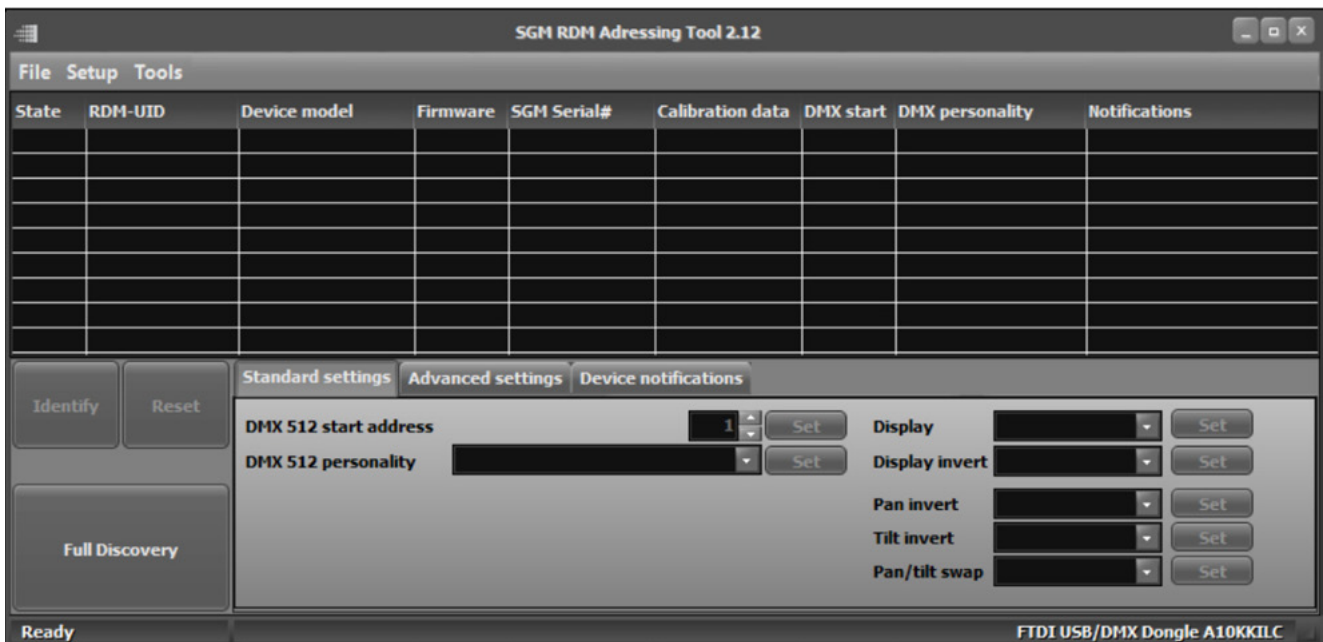 SGM RDM Adressing Tool 2.12
File Setup Tools
State RDM-UID Device model Firmware SGM Serial# Calibration data DMX start DMX personality Notifications
Identify Reset
Full Discovery
Standard settings Advanced settings Device notifications
DMX 512 start address 1 Set
DMX 512 personality Set
Display Set
Display invert Set
Pan invert Set
Tilt invert Set
Pan/tilt swap Set
Ready FTDI USB/DMX Dongle A10KKILC